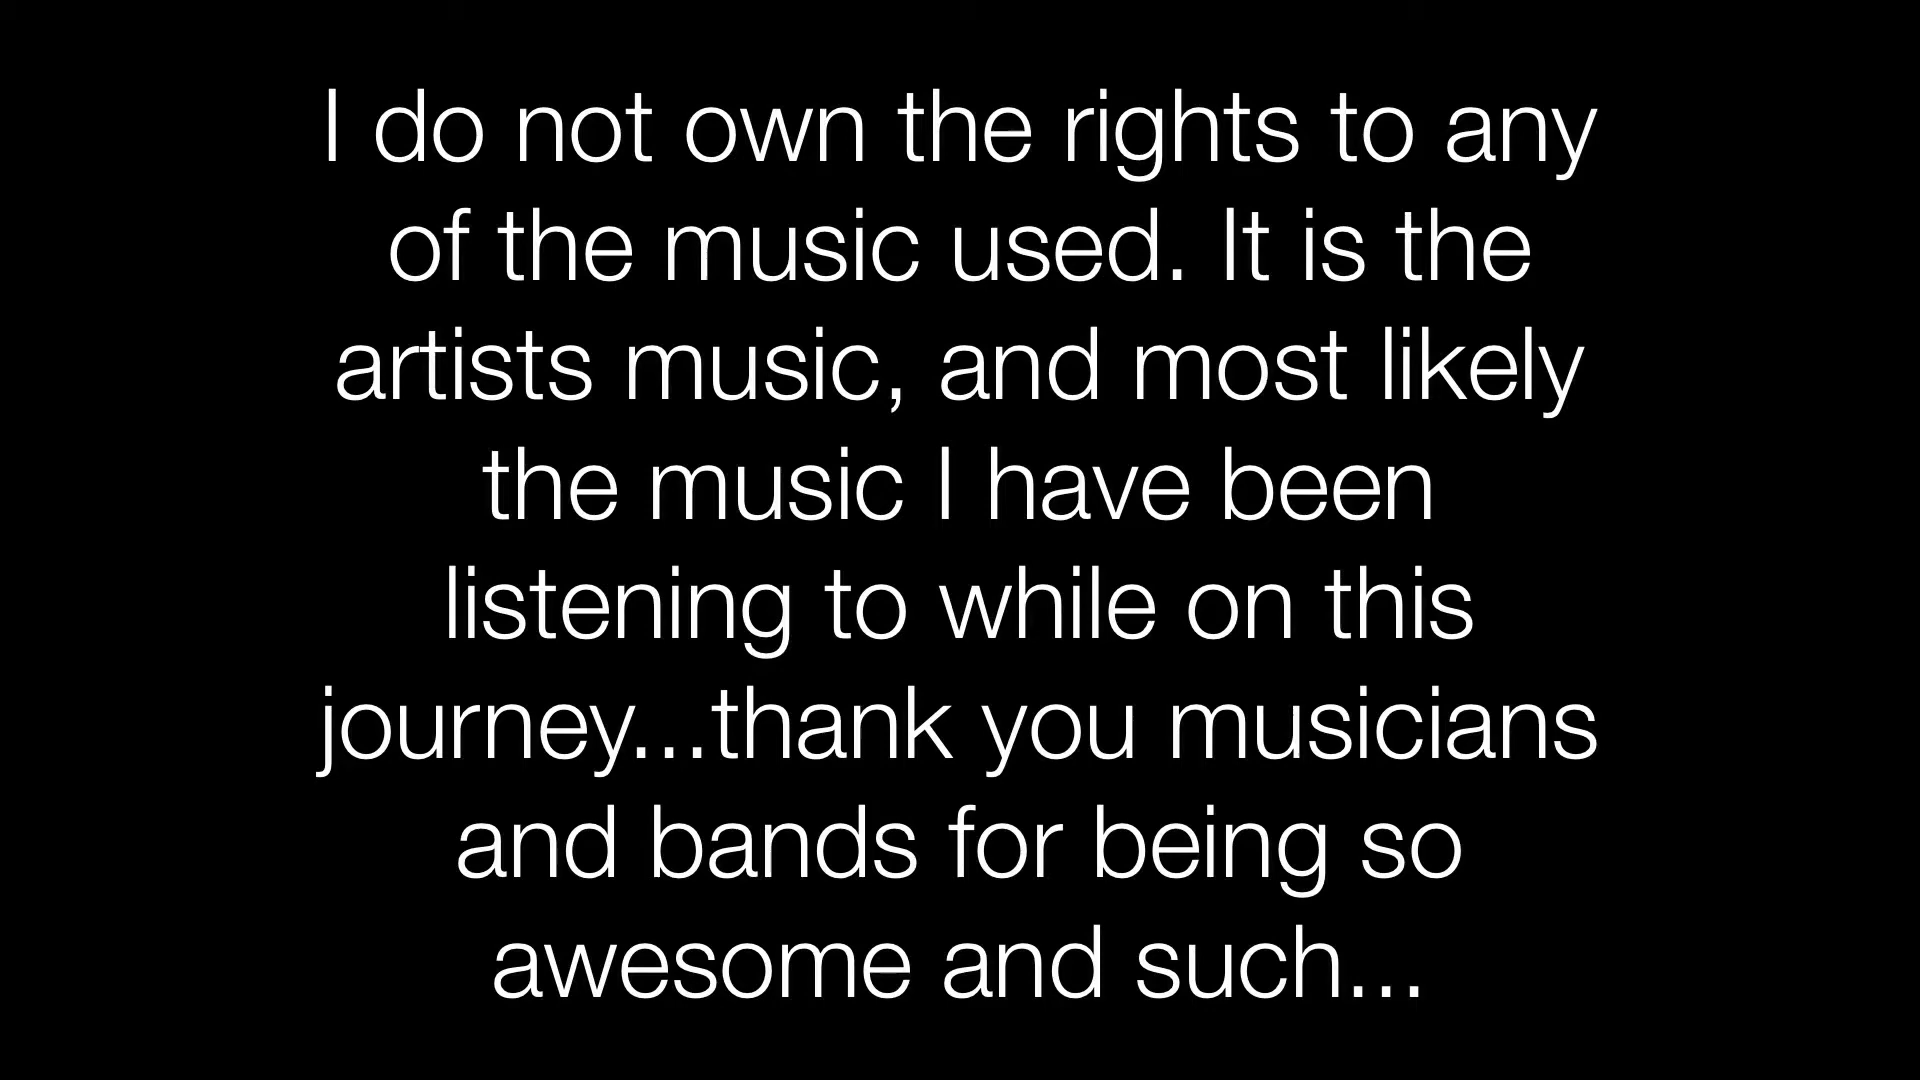 I do not own the rights to any
of the music used. It is the
artists music, and most likely
the music I have been
listening to while on this
journey...thank you musicians
and bands for being so
awesome and such...